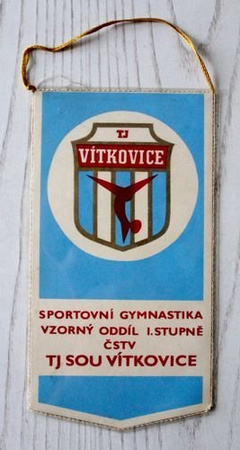 TJ
VÍTKOVICE
SPORTOVNÍ GYMNASTIKA
VZORNÝ ODDÍL I.STUPNĚ
ČSTV
TJ SOU VÍTKOVICE